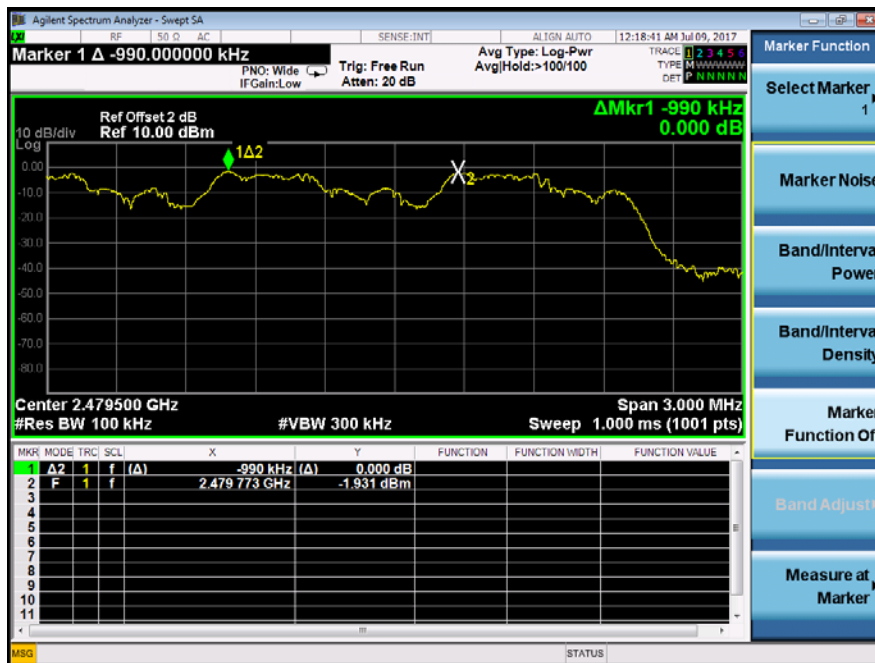 Agilent Spectrum Analyzer - Swept SA
RF 50 Ω AC SENSE:INT ALIGN AUTO 12:18:41 AM Jul 09, 2017
Marker 1 Δ -990.000000 kHz
PNO: Wide
IFGain:Low
Trig: Free Run
Atten: 20 dB
Avg Type: Log-Pwr
Avg|Hold:>100/100
TRACE 1 2 3 4 5 6
TYPE M W W W W W
DET P N N N N N
ΔMkr1 -990 kHz
0.000 dB
Ref Offset 2 dB
10 dB/div Ref 10.00 dBm
Log
0.00
-10.0
-20.0
-30.0
-40.0
-50.0
-60.0
-70.0
-80.0
1Δ2
2
Center 2.479500 GHz Span 3.000 MHz
#Res BW 100 kHz #VBW 300 kHz Sweep 1.000 ms (1001 pts)
MKR MODE TRC SCL X Y FUNCTION FUNCTION WIDTH FUNCTION VALUE
1 Δ2 1 f (Δ) -990 kHz (Δ) 0.000 dB
2 F 1 f 2.479 773 GHz -1.931 dBm
3
4
5
6
7
8
9
10
11
MSG STATUS
Marker Function
Select Marker
1
Marker Noise
Band/Interva
Power
Band/Interva
Density
Marker
Function Of
Band Adjust
Measure at
Marker